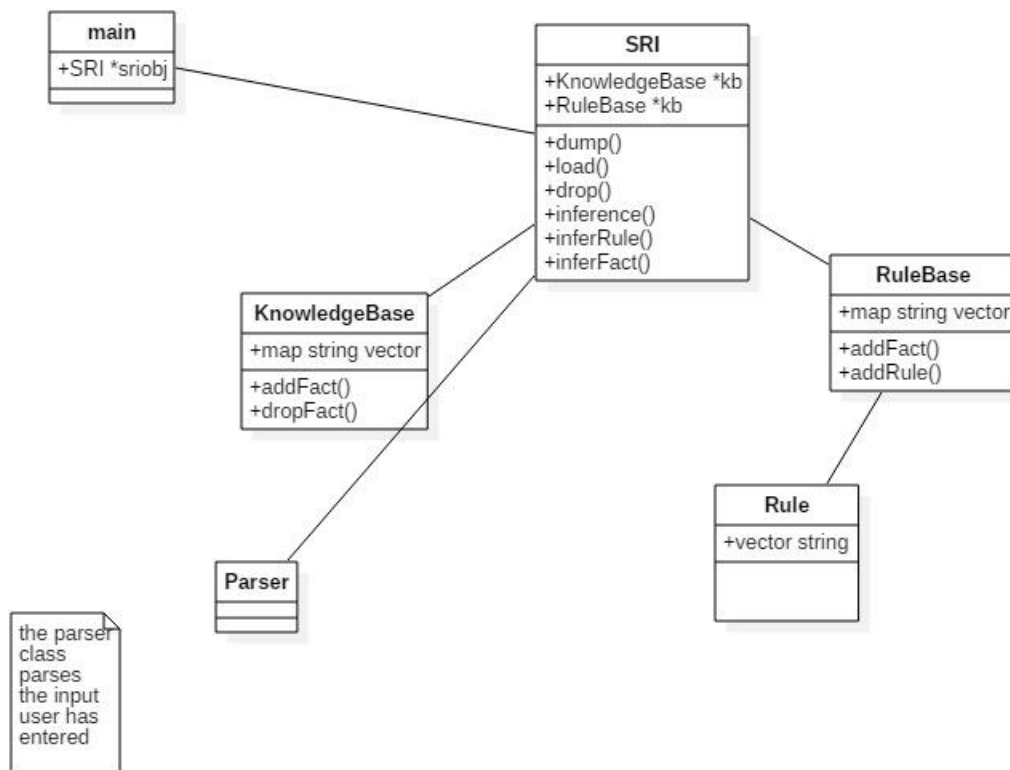 main
+SRI *sriobj
SRI
+KnowledgeBase *kb
+RuleBase *kb
+dump()
+load()
+drop()
+inference()
+inferRule()
+inferFact()
KnowledgeBase
+map string vector
+addFact()
+dropFact()
RuleBase
+map string vector
+addFact()
+addRule()
Rule
+vector string
Parser
the parser
class
parses
the input
user has
entered